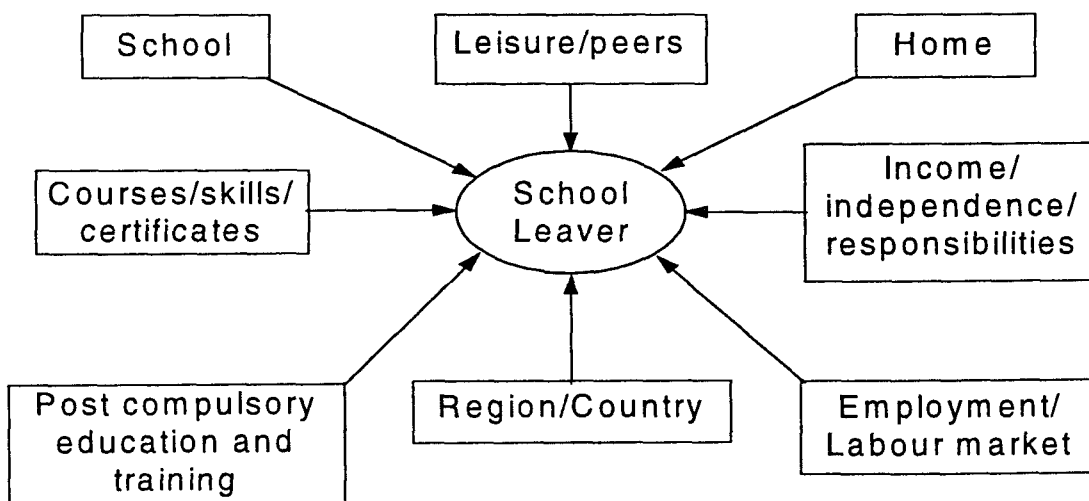 School
Leisure/peers
Home
Courses/skills/
certificates
School
Leaver
Income/
independence/
responsibilities
Post compulsory
education and
training
Region/Country
Employment/
Labour market